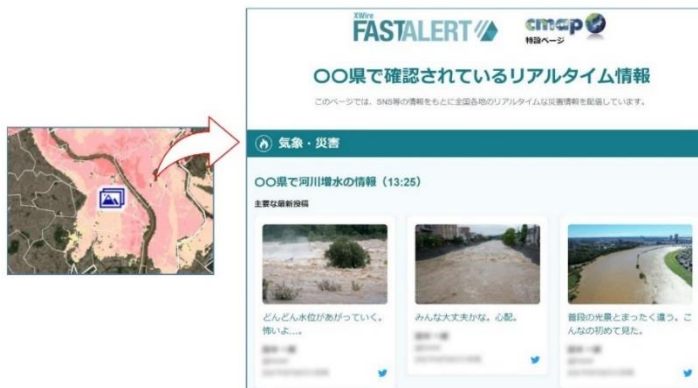 XWire
FASTALERT
cmap
特設ページ
〇〇県で確認されているリアルタイム情報
このページでは、SNS等の情報をもとに全国各地のリアルタイムな災害情報を配信しています。
気象・災害
〇〇県で河川増水の情報（13:25）
主要な最新投稿
どんどん水位があがっていく。
怖いよ…。
みんな大丈夫かな。心配。
普段の光景とまったく違う。こ
んなの初めて見た。